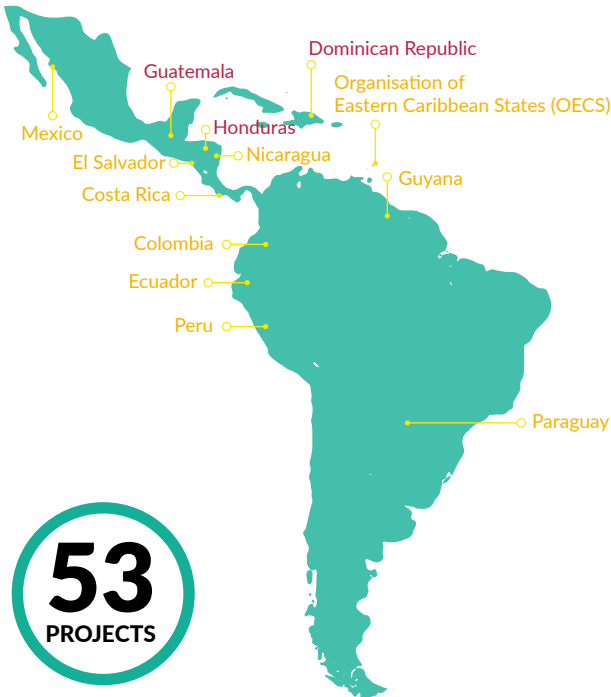 Dominican Republic
Guatemala
Organisation of
Eastern Caribbean States (OECS)
Mexico
Honduras
Nicaragua
El Salvador
Guyana
Costa Rica
Colombia
Ecuador
Peru
Paraguay
53
PROJECTS